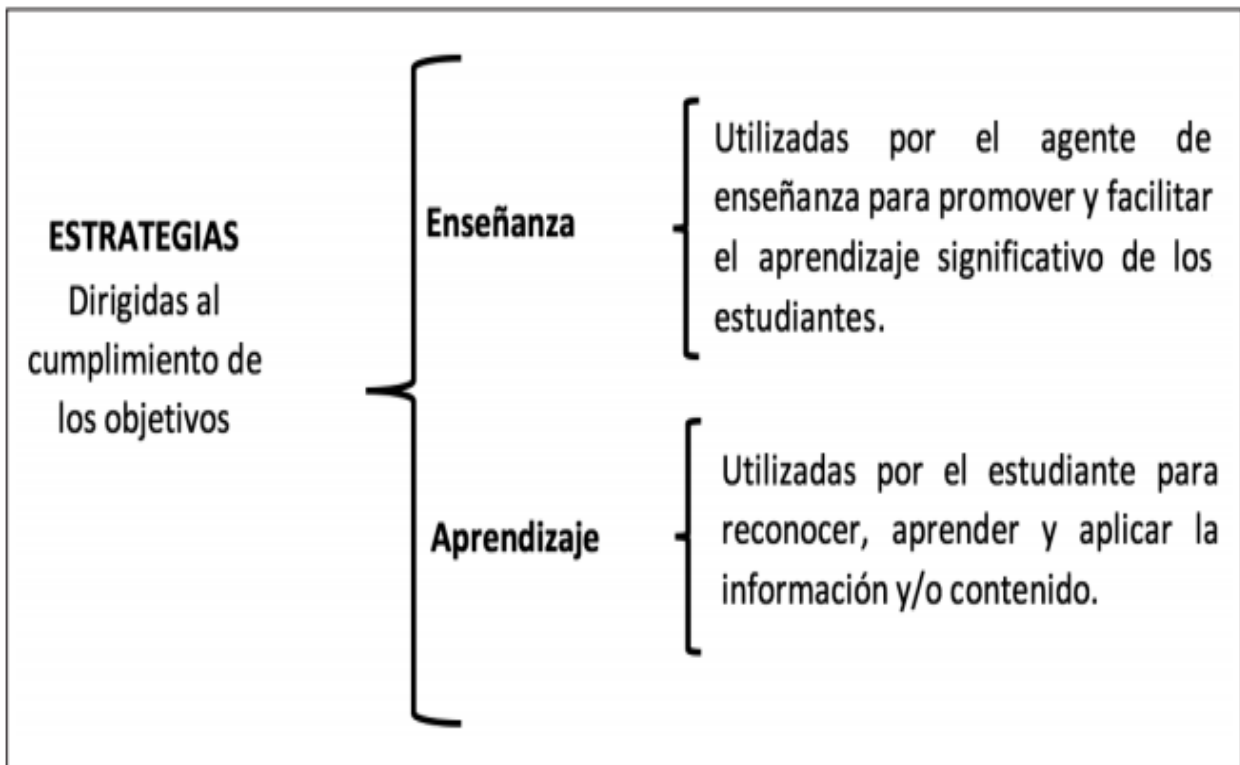 ESTRATEGIAS
Dirigidas al
cumplimiento de
los objetivos
Enseñanza
Utilizadas por el agente de
enseñanza para promover y facilitar
el aprendizaje significativo de los
estudiantes.
Aprendizaje
Utilizadas por el estudiante para
reconocer, aprender y aplicar la
información y/o contenido.